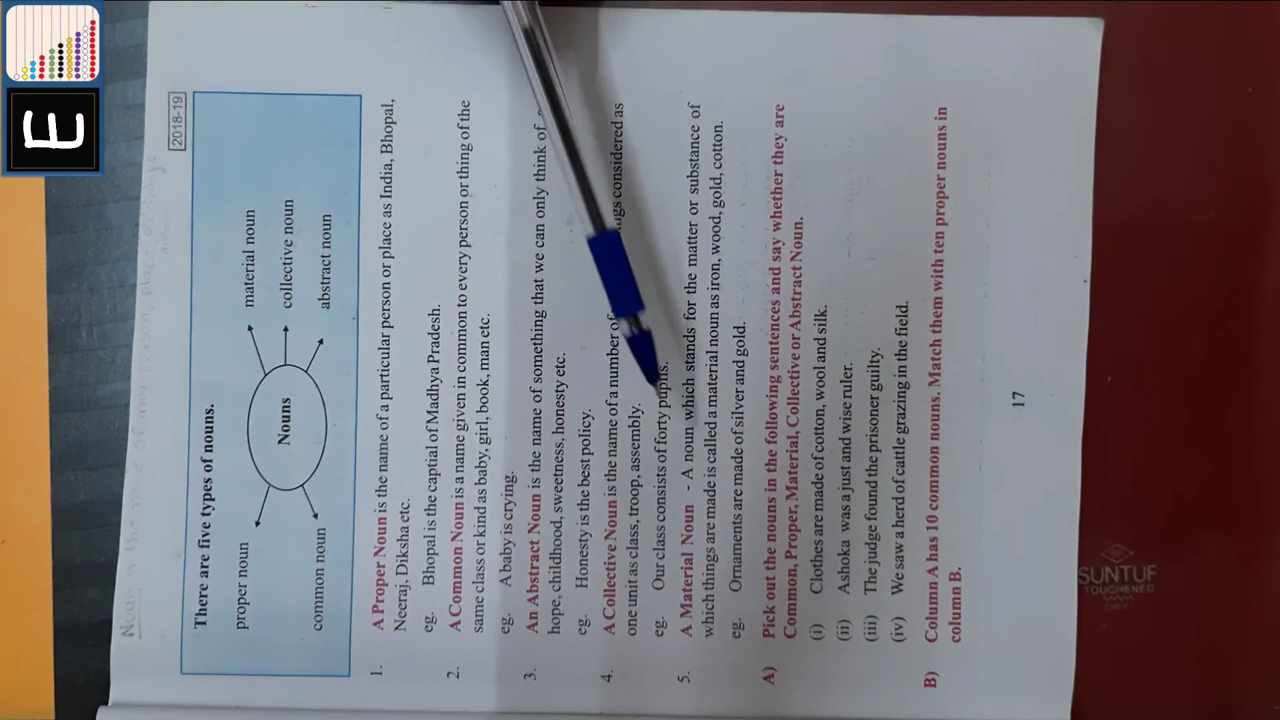 E
Noun is the name of any person, place
2018-19
There are five types of nouns.
proper noun
material noun
Nouns
collective noun
common noun
abstract noun
1. A Proper Noun is the name of a particular person or place as India, Bhopal,
Neeraj, Diksha etc.
eg. Bhopal is the captial of Madhya Pradesh.
2. A Common Noun is a name given in common to every person or thing of the
same class or kind as baby, girl, book, man etc.
eg. A baby is crying.
3. An Abstract Noun is the name of something that we can only think of
hope, childhood, sweetness, honesty etc.
eg. Honesty is the best policy.
4. A Collective Noun is the name of a number of considered as
one unit as class, troop, assembly.
eg. Our class consists of forty pupils.
5. A Material Noun - A noun which stands for the matter or substance of
which things are made is called a material noun as iron, wood, gold, cotton.
eg. Ornaments are made of silver and gold.
A) Pick out the nouns in the following sentences and say whether they are
Common, Proper, Material, Collective or Abstract Noun.
(i) Clothes are made of cotton, wool and silk.
(ii) Ashoka was a just and wise ruler.
(iii) The judge found the prisoner guilty.
(iv) We saw a herd of cattle grazing in the field.
B) Column A has 10 common nouns. Match them with ten proper nouns in
column B.
17
SUNTUF
TOUGHENED